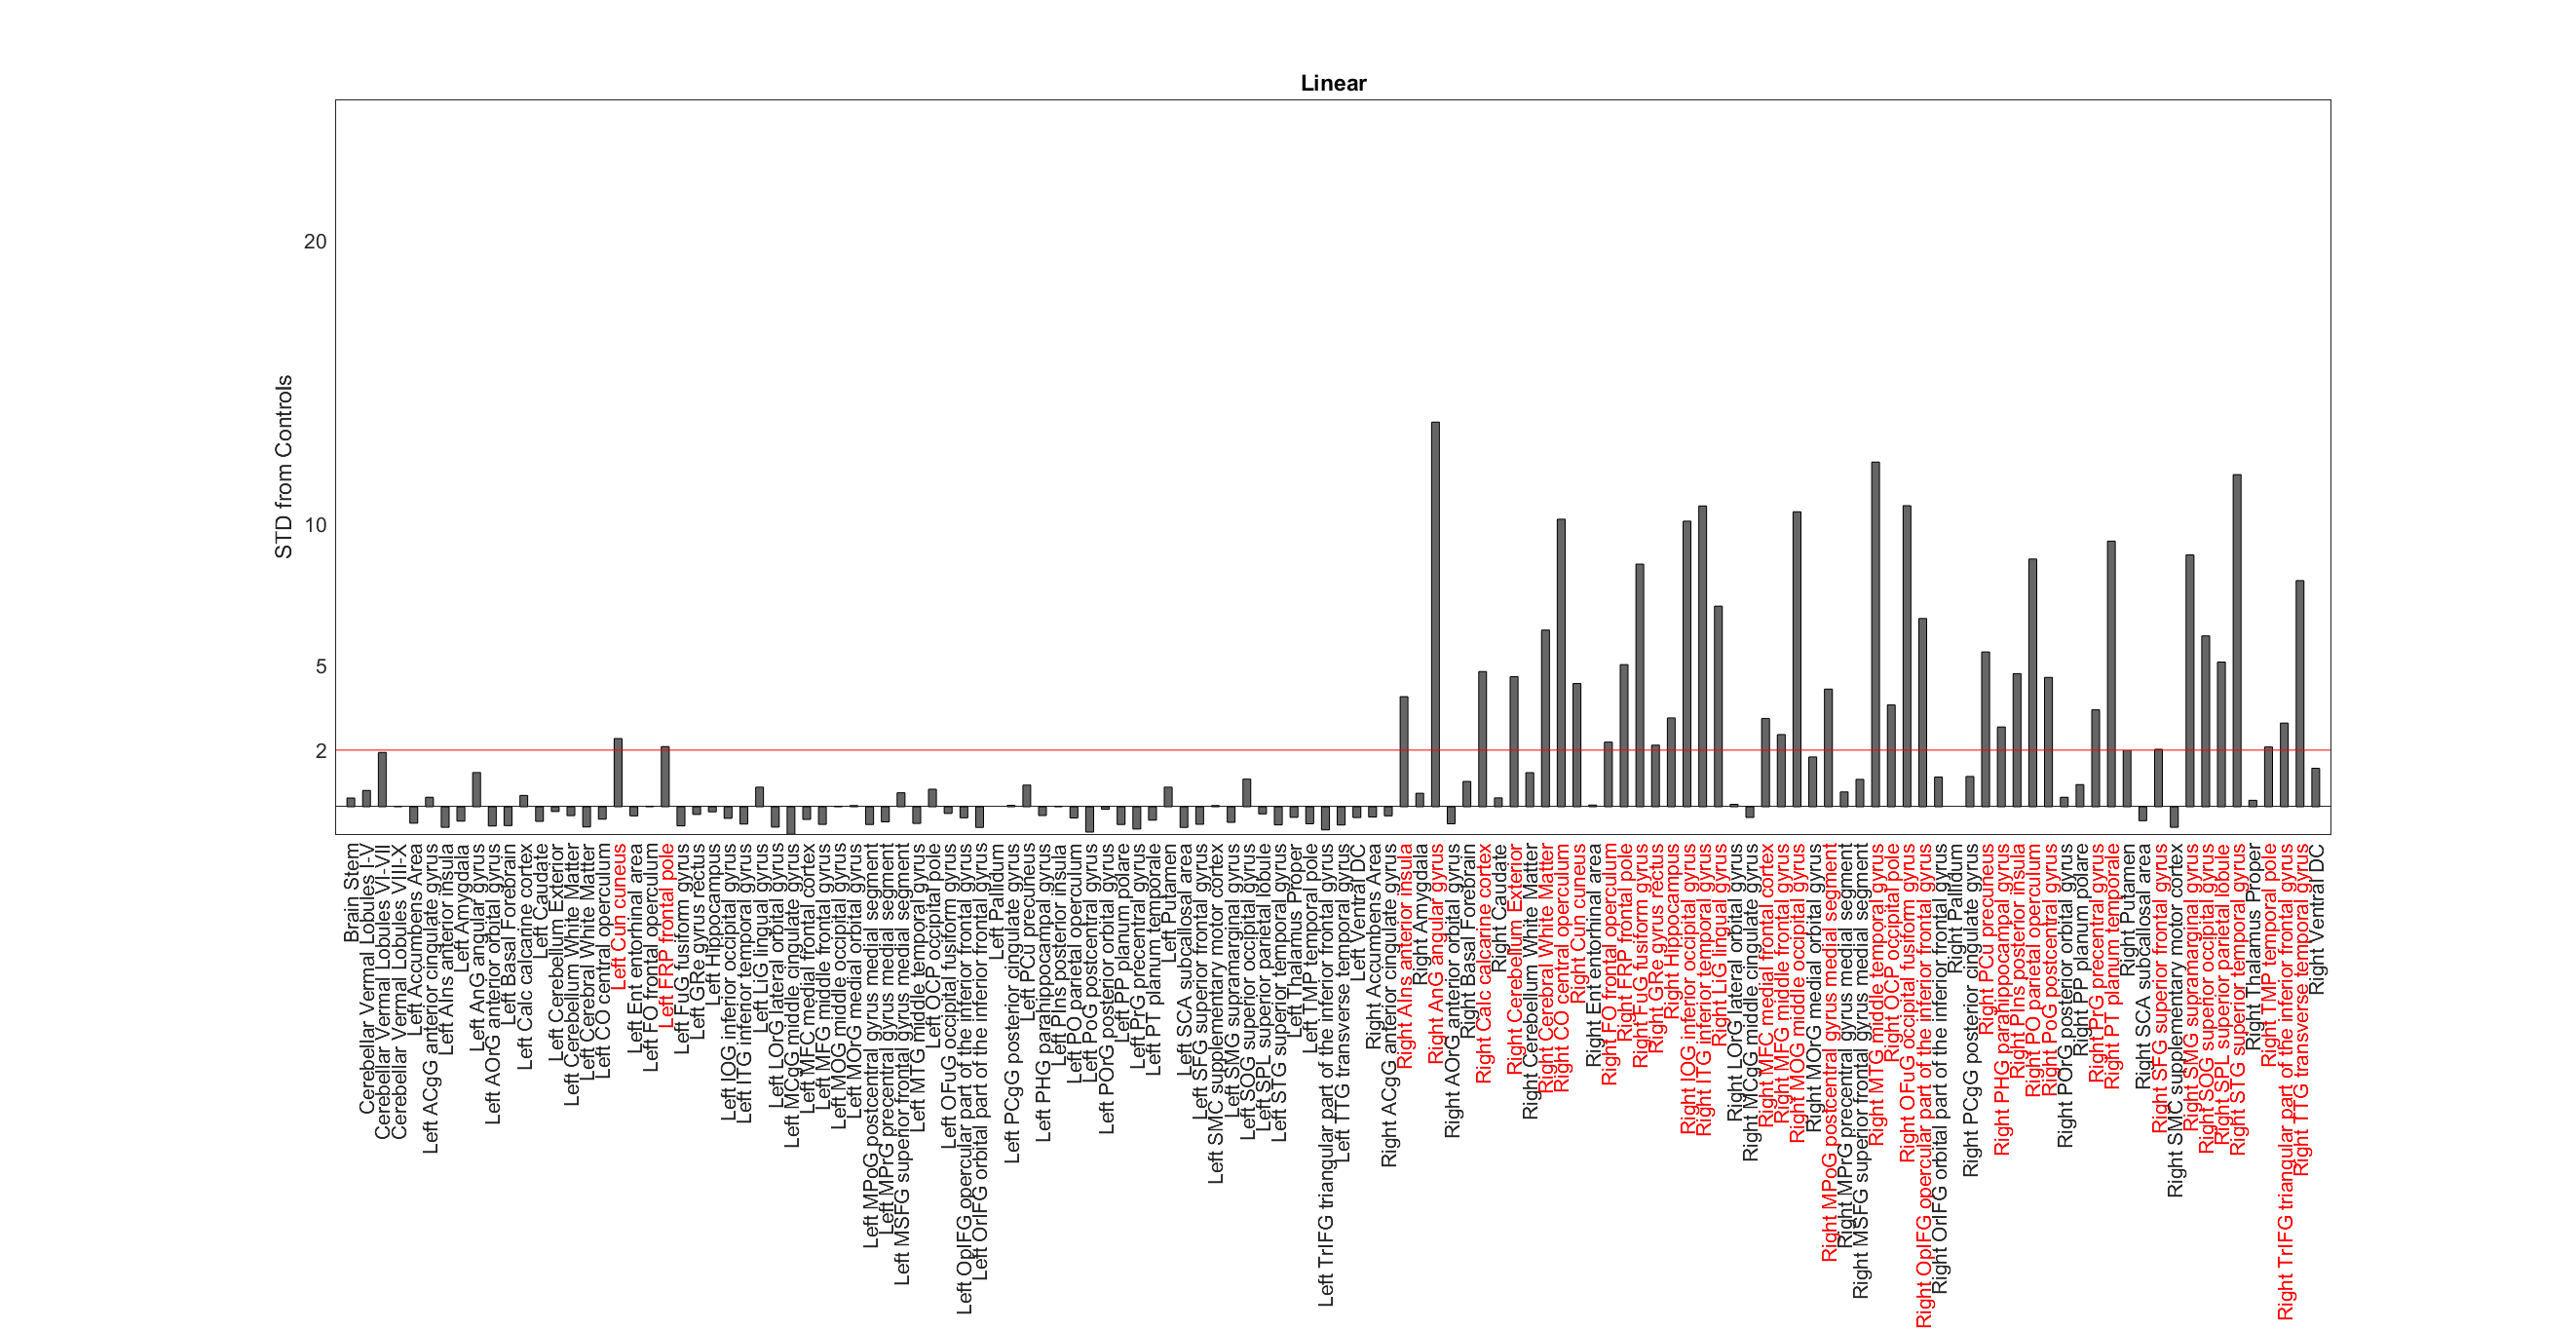 Linear
STD from Controls
20
10
5
2
Brain Stem
Cerebellar Vermal Lobules I-V
Cerebellar Vermal Lobules VI-VII
Cerebellar Vermal Lobules VIII-X
Left Accumbens Area
Left ACgG anterior cingulate gyrus
Left AIns anterior insula
Left Amygdala
Left AnG angular gyrus
Left AOrG anterior orbital gyrus
Left Basal Forebrain
Left Calc calcarine cortex
Left Caudate
Left Cerebellum Exterior
Left Cerebellum White Matter
Left Cerebral White Matter
Left CO central operculum
Left Cun cuneus
Left Ent entorhinal area
Left FO frontal operculum
Left FRP frontal pole
Left FuG fusiform gyrus
Left GRe gyrus rectus
Left Hippocampus
Left IOG inferior occipital gyrus
Left ITG inferior temporal gyrus
Left LiG lingual gyrus
Left LOrG lateral orbital gyrus
Left MCgG middle cingulate gyrus
Left MFC medial frontal cortex
Left MFG middle frontal gyrus
Left MOG middle occipital gyrus
Left MOrG medial orbital gyrus
Left MPoG postcentral gyrus medial segment
Left MPrG precentral gyrus medial segment
Left MSFG superior frontal gyrus medial segment
Left MTG middle temporal gyrus
Left OCP occipital pole
Left OFuG occipital fusiform gyrus
Left OpIFG opercular part of the inferior frontal gyrus
Left OrIFG orbital part of the inferior frontal gyrus
Left Pallidum
Left PCgG posterior cingulate gyrus
Left PCu precuneus
Left PHG parahippocampal gyrus
Left PIns posterior insula
Left PO parietal operculum
Left PoG postcentral gyrus
Left POrG posterior orbital gyrus
Left PP planum polare
Left PrG precentral gyrus
Left PT planum temporale
Left Putamen
Left SCA subcallosal area
Left SFG superior frontal gyrus
Left SMC supplementary motor cortex
Left SMG supramarginal gyrus
Left SOG superior occipital gyrus
Left SPL superior parietal lobule
Left STG superior temporal gyrus
Left Thalamus Proper
Left TMP temporal pole
Left TrIFG triangular part of the inferior frontal gyrus
Left TTG transverse temporal gyrus
Left Ventral DC
Right Accumbens Area
Right ACgG anterior cingulate gyrus
Right AIns anterior insula
Right Amygdala
Right AnG angular gyrus
Right AOrG anterior orbital gyrus
Right Basal Forebrain
Right Calc calcarine cortex
Right Caudate
Right Cerebellum Exterior
Right Cerebellum White Matter
Right Cerebral White Matter
Right CO central operculum
Right Cun cuneus
Right Ent entorhinal area
Right FO frontal operculum
Right FRP frontal pole
Right FuG fusiform gyrus
Right GRe gyrus rectus
Right Hippocampus
Right IOG inferior occipital gyrus
Right ITG inferior temporal gyrus
Right LiG lingual gyrus
Right LOrG lateral orbital gyrus
Right MCgG middle cingulate gyrus
Right MFC medial frontal cortex
Right MFG middle frontal gyrus
Right MOG middle occipital gyrus
Right MOrG medial orbital gyrus
Right MPoG postcentral gyrus medial segment
Right MPrG precentral gyrus medial segment
Right MSFG superior frontal gyrus medial segment
Right MTG middle temporal gyrus
Right OCP occipital pole
Right OFuG occipital fusiform gyrus
Right OpIFG opercular part of the inferior frontal gyrus
Right OrIFG orbital part of the inferior frontal gyrus
Right Pallidum
Right PCgG posterior cingulate gyrus
Right PCu precuneus
Right PHG parahippocampal gyrus
Right PIns posterior insula
Right PO parietal operculum
Right PoG postcentral gyrus
Right POrG posterior orbital gyrus
Right PP planum polare
Right PrG precentral gyrus
Right PT planum temporale
Right Putamen
Right SCA subcallosal area
Right SFG superior frontal gyrus
Right SMC supplementary motor cortex
Right SMG supramarginal gyrus
Right SOG superior occipital gyrus
Right SPL superior parietal lobule
Right STG superior temporal gyrus
Right Thalamus Proper
Right TMP temporal pole
Right TrIFG triangular part of the inferior frontal gyrus
Right TTG transverse temporal gyrus
Right Ventral DC